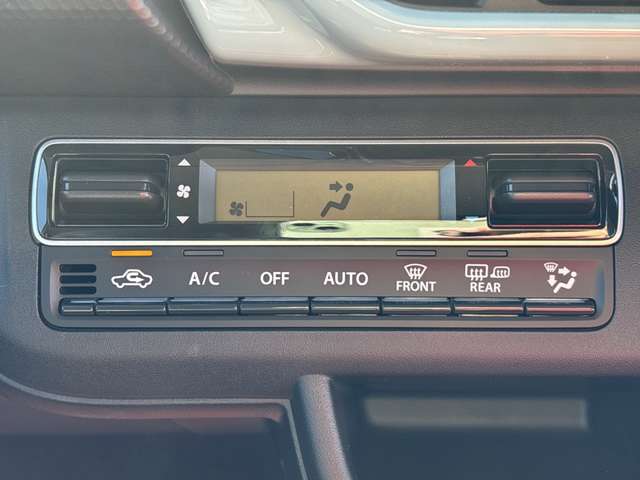 A/C OFF AUTO FRONT REAR